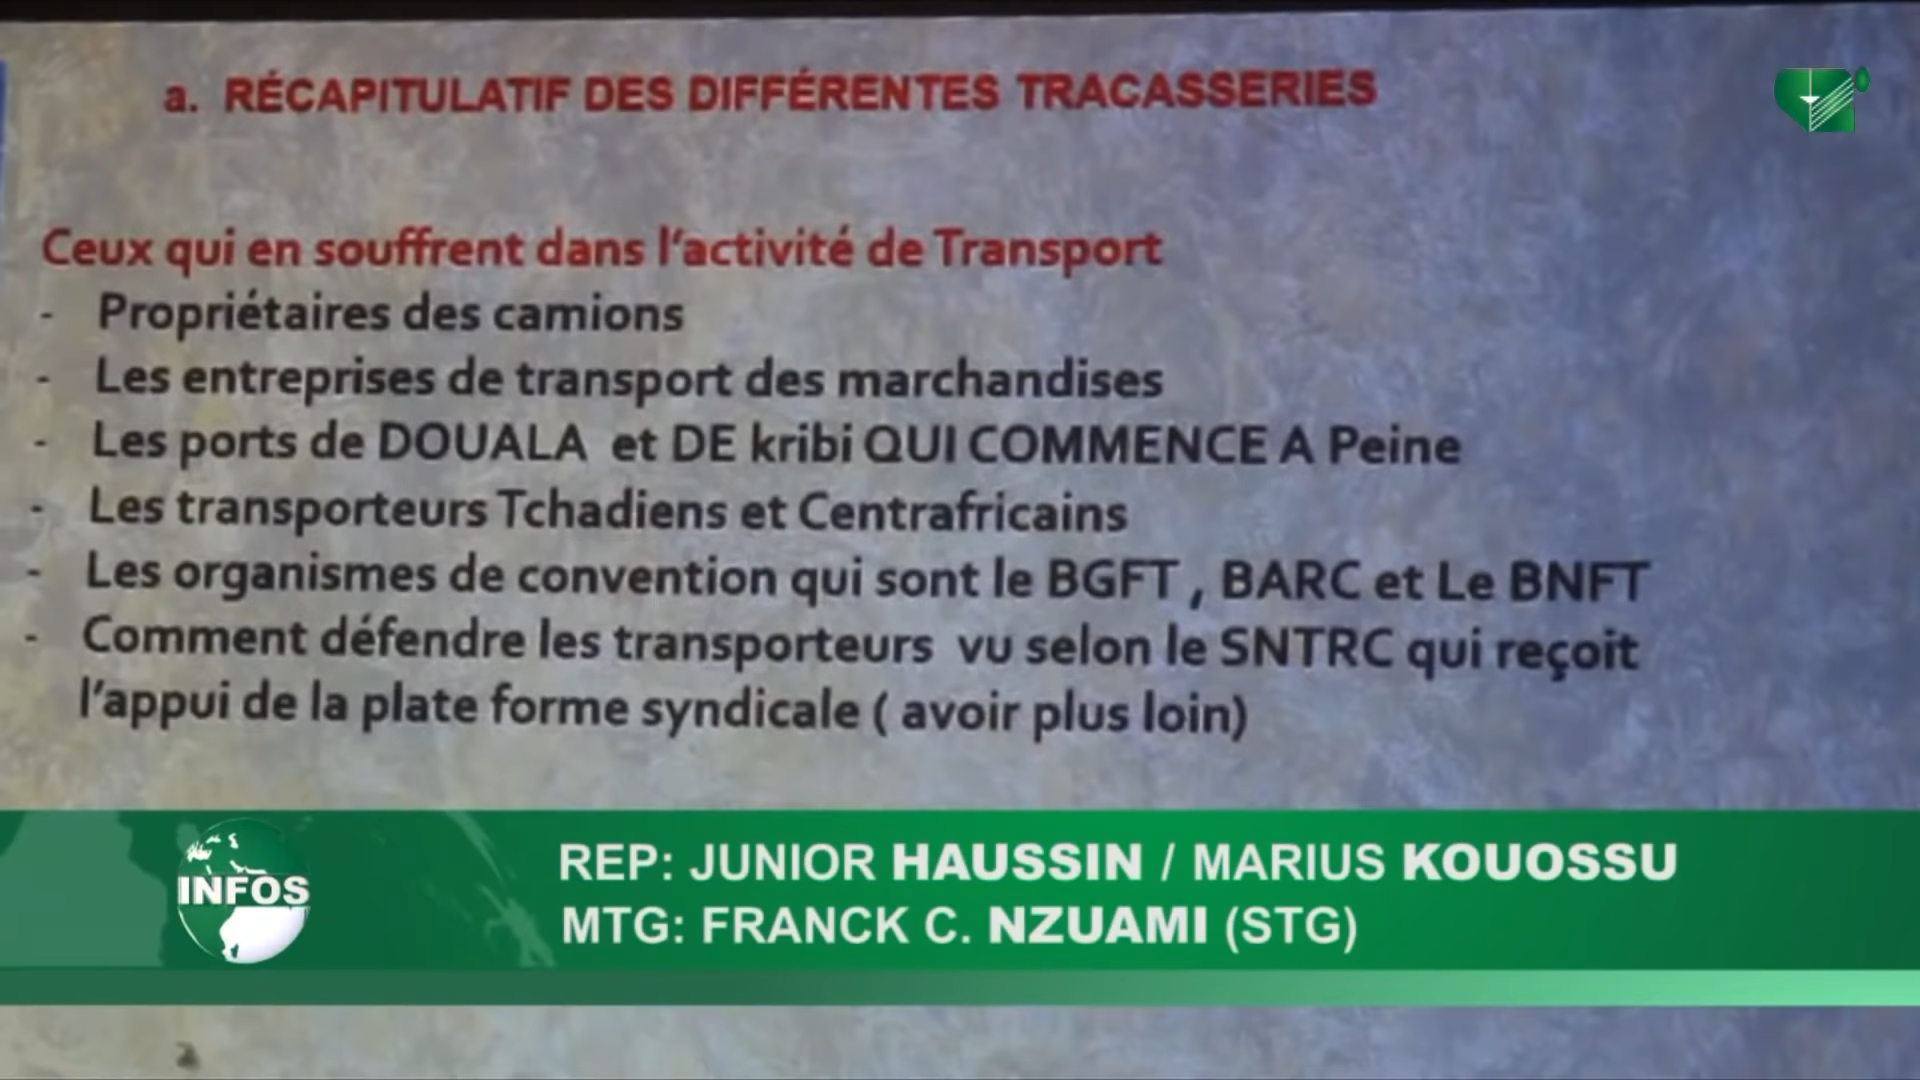 a. RÉCAPITULATIF DES DIFFÉRENTES TRACASSERIES
Ceux qui en souffrent dans l'activité de Transport
- Propriétaires des camions
- Les entreprises de transport des marchandises
- Les ports de DOUALA et DE kribi QUI COMMENCE A Peine
- Les transporteurs Tchadiens et Centrafricains
- Les organismes de convention qui sont le BGFT , BARC et Le BNFT
- Comment défendre les transporteurs vu selon le SNTRC qui reçoit
l'appui de la plate forme syndicale ( avoir plus loin)
INFOS
REP: JUNIOR HAUSSIN / MARIUS KOUOSSU
MTG: FRANCK C. NZUAMI (STG)